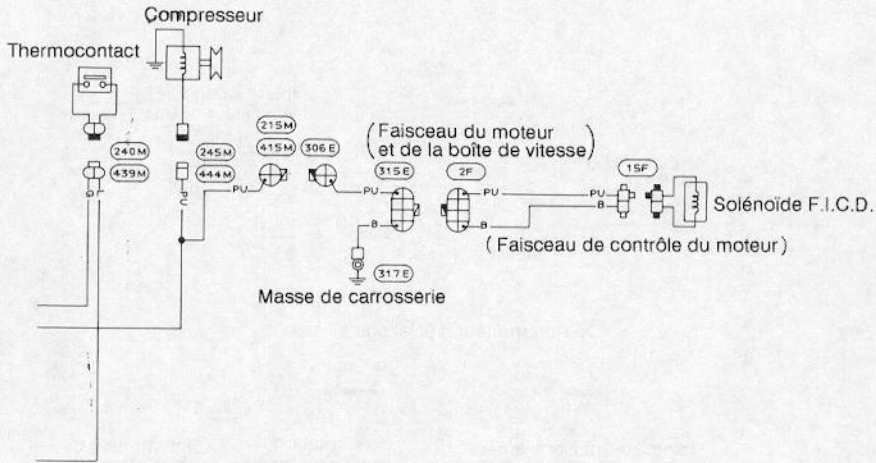 Compresseur
Thermocontact
215M
415M
306E
(Faisceau du moteur
et de la boîte de vitesse)
240M
439M
245M
444M
315E
2F
15F
PU
PU
PU
PU
B
B
B
PU
L
Solénoïde F.I.C.D.
(Faisceau de contrôle du moteur)
317E
Masse de carrosserie